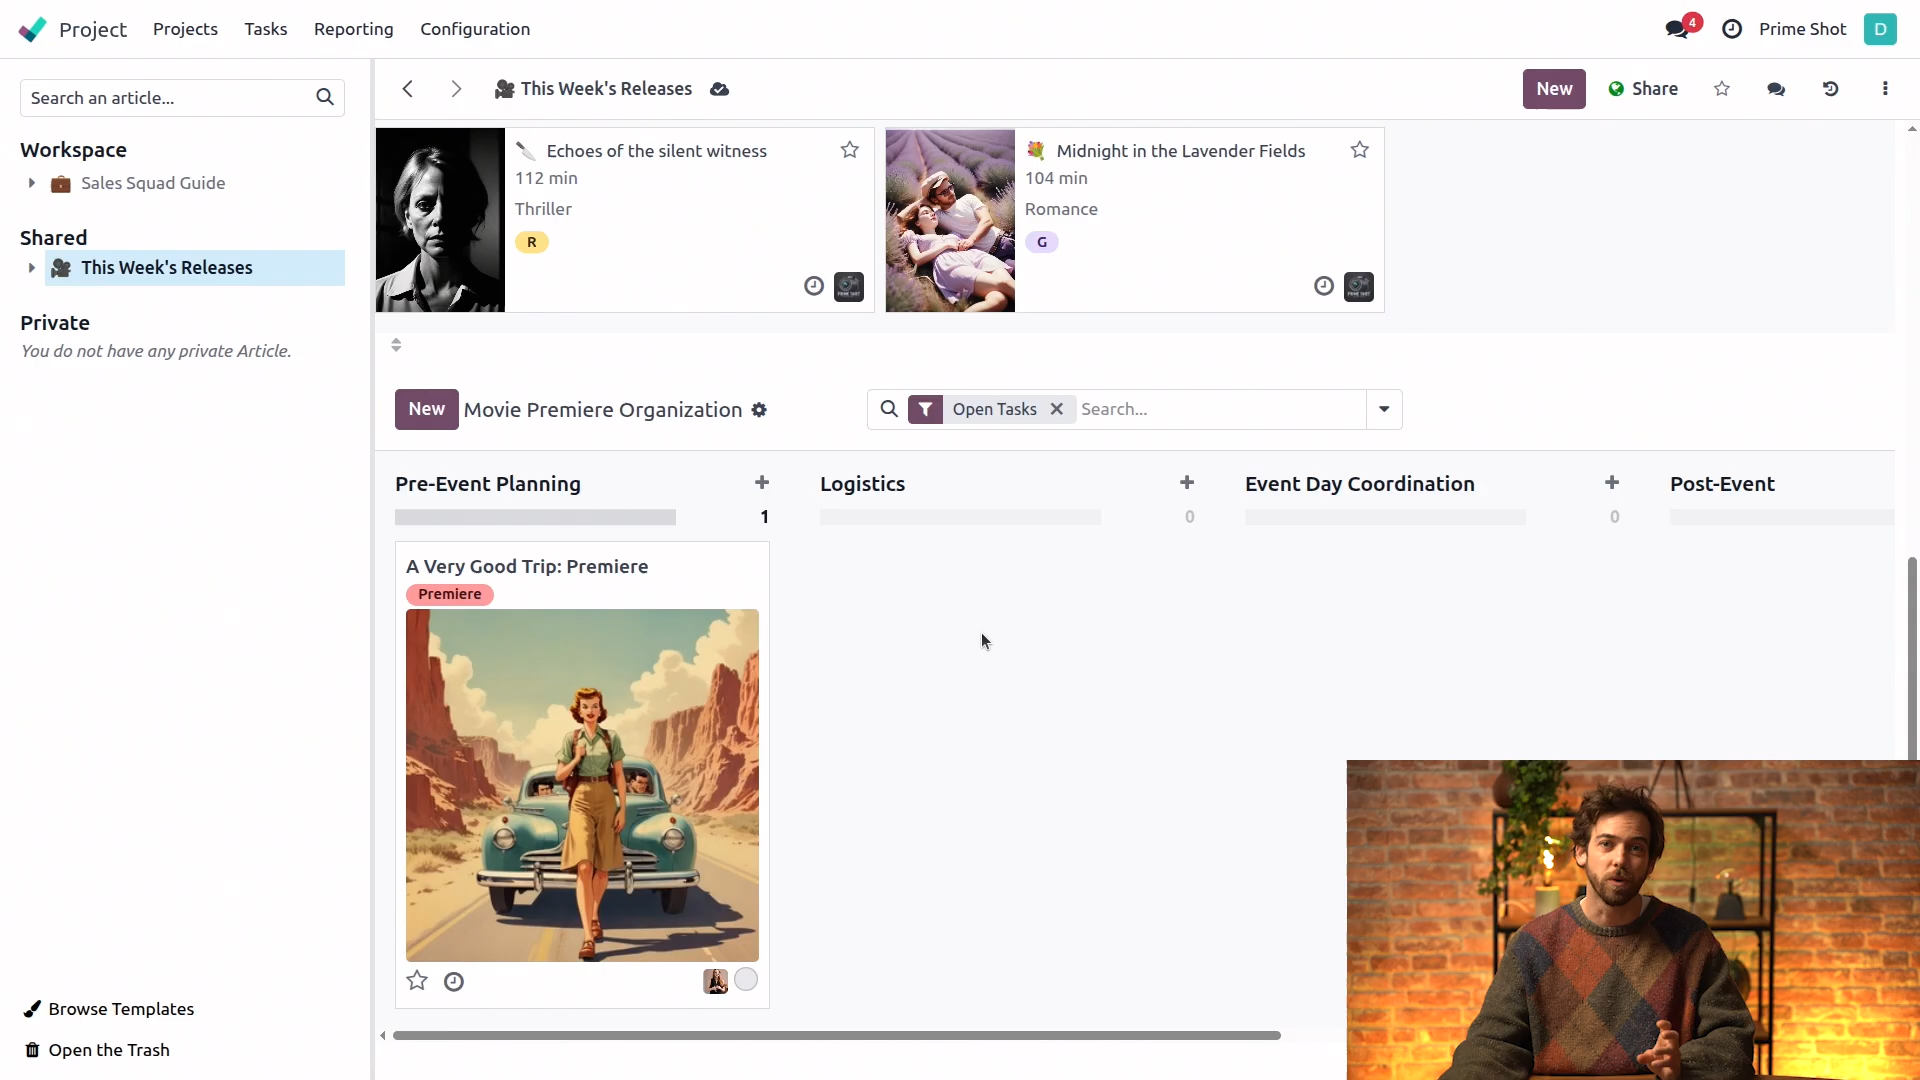 Project
Projects
Tasks
Reporting
Configuration
4
Prime Shot
D
Search an article...
Workspace
Sales Squad Guide
Shared
This Week's Releases
Private
You do not have any private Article.
Browse Templates
Open the Trash
This Week's Releases
New
Share
Echoes of the silent witness
112 min
Thriller
R
Midnight in the Lavender Fields
104 min
Romance
G
New
Movie Premiere Organization
Open Tasks
Search...
Pre-Event Planning
1
Logistics
0
Event Day Coordination
0
Post-Event
A Very Good Trip: Premiere
Premiere